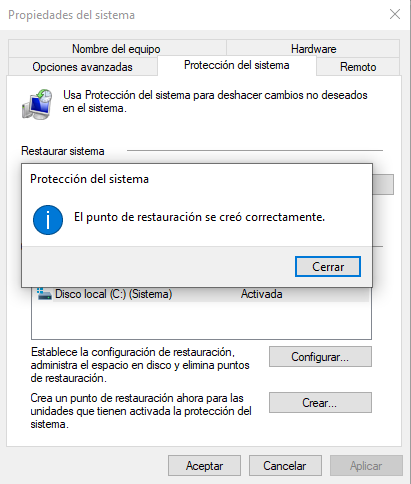 Propiedades del sistema
Nombre del equipo
Hardware
Opciones avanzadas
Protección del sistema
Remoto
Usa Protección del sistema para deshacer cambios no deseados
en el sistema.
Restaurar sistema
Protección del sistema
El punto de restauración se creó correctamente.
Cerrar
Disco local (C:) (Sistema)
Activada
Establece la configuración de restauración,
administra el espacio en disco y elimina puntos
de restauración.
Configurar...
Crea un punto de restauración ahora para las
unidades que tienen activada la protección del
sistema.
Crear...
Aceptar
Cancelar
Aplicar